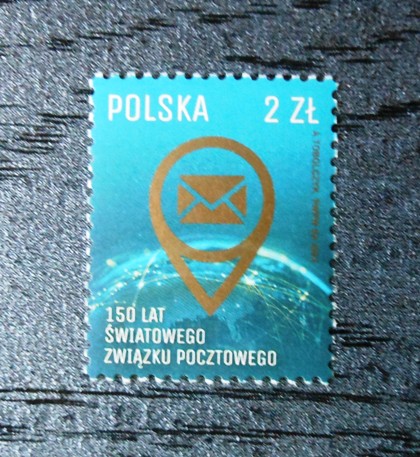 POLSKA 2 ZŁ
150 LAT
ŚWIATOWEGO
ZWIĄZKU POCZTOWEGO